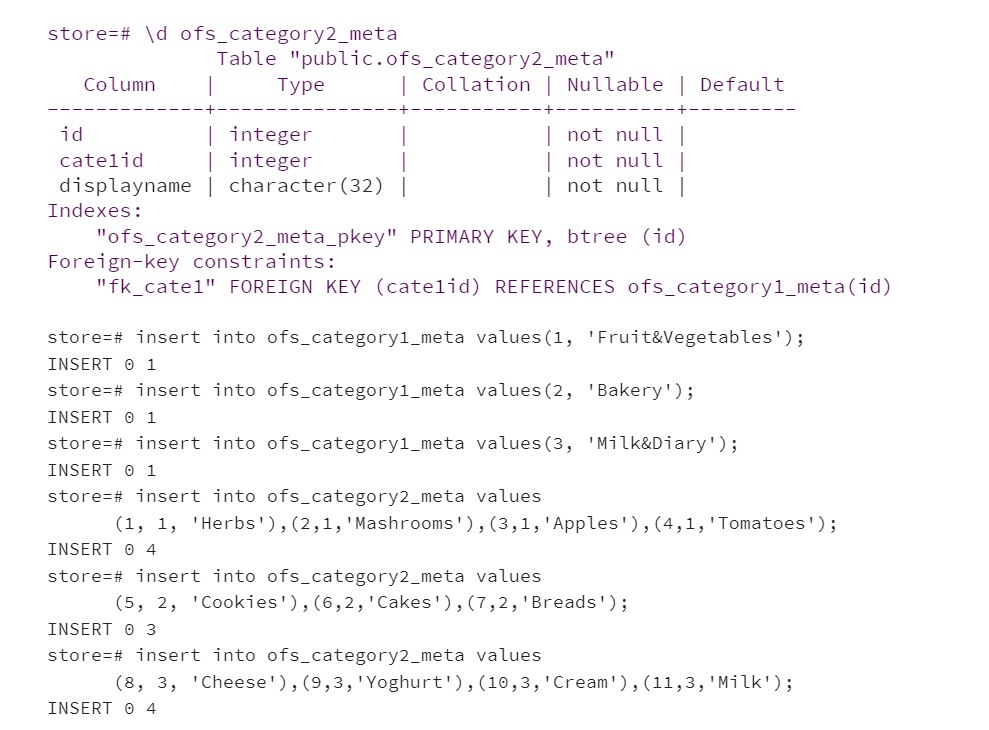 store=# \d ofs_category2_meta
Table "public.ofs_category2_meta"
Column | Type | Collation | Nullable | Default
-------------+---------------+-----------+----------+---------
id | integer | | not null |
cate1id | integer | | not null |
displayname | character(32) | | not null |
Indexes:
"ofs_category2_meta_pkey" PRIMARY KEY, btree (id)
Foreign-key constraints:
"fk_cate1" FOREIGN KEY (cate1id) REFERENCES ofs_category1_meta(id)
store=# insert into ofs_category1_meta values(1, 'Fruit&Vegetables');
INSERT 0 1
store=# insert into ofs_category1_meta values(2, 'Bakery');
INSERT 0 1
store=# insert into ofs_category1_meta values(3, 'Milk&Diary');
INSERT 0 1
store=# insert into ofs_category2_meta values
(1, 1, 'Herbs'),(2,1,'Mashrooms'),(3,1,'Apples'),(4,1,'Tomatoes');
INSERT 0 4
store=# insert into ofs_category2_meta values
(5, 2, 'Cookies'),(6,2,'Cakes'),(7,2,'Breads');
INSERT 0 3
store=# insert into ofs_category2_meta values
(8, 3, 'Cheese'),(9,3,'Yoghurt'),(10,3,'Cream'),(11,3,'Milk');
INSERT 0 4